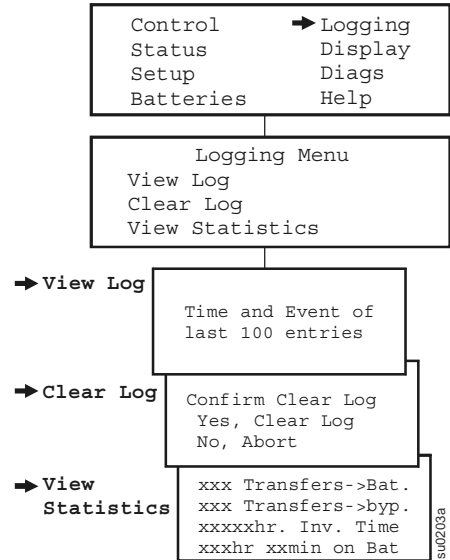 Control ➔ Logging
Status Display
Setup Diags
Batteries Help
Logging Menu
View Log
Clear Log
View Statistics
➔ View Log
Time and Event of
last 100 entries
➔ Clear Log
Confirm Clear Log
Yes, Clear Log
No, Abort
➔ View
Statistics
xxx Transfers->Bat.
xxx Transfers->byp.
xxxxxhr. Inv. Time
xxxhr xxmin on Bat
su0203a